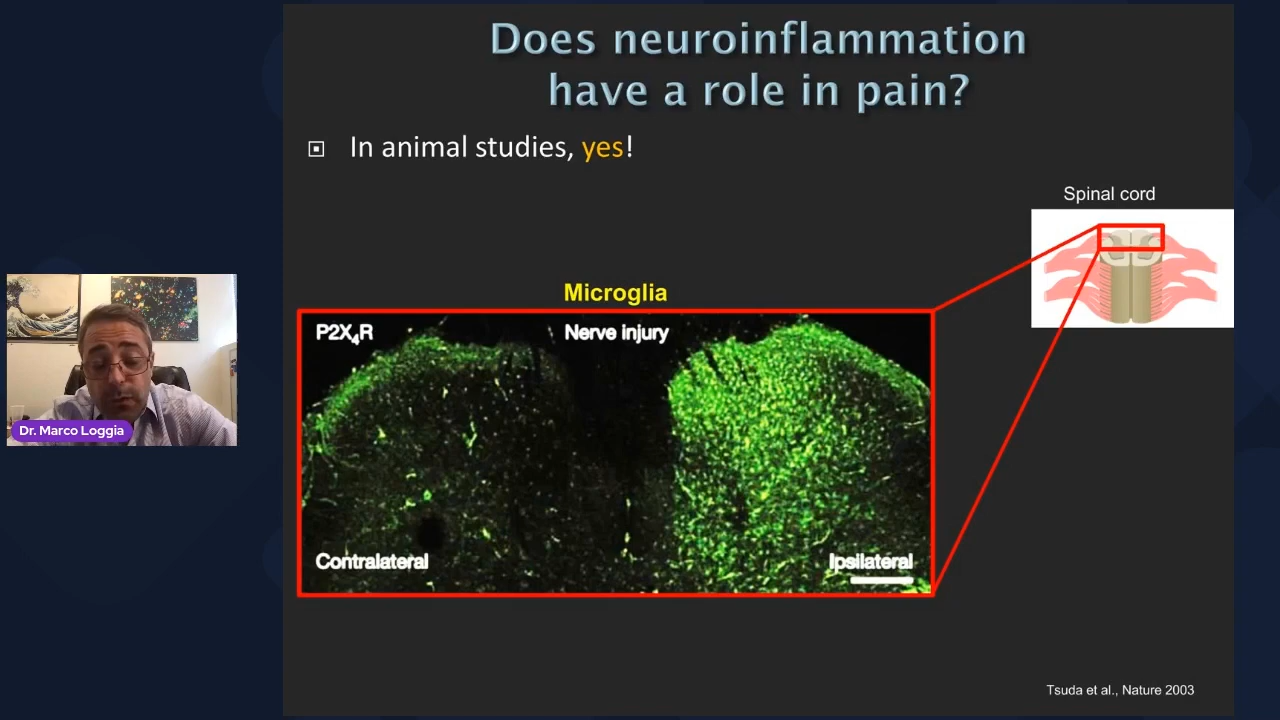 Does neuroinflammation
have a role in pain?
In animal studies, yes!
Spinal cord
Microglia
P2X4R
Nerve injury
Contralateral
Ipsilateral
Dr. Marco Loggia
Tsuda et al., Nature 2003